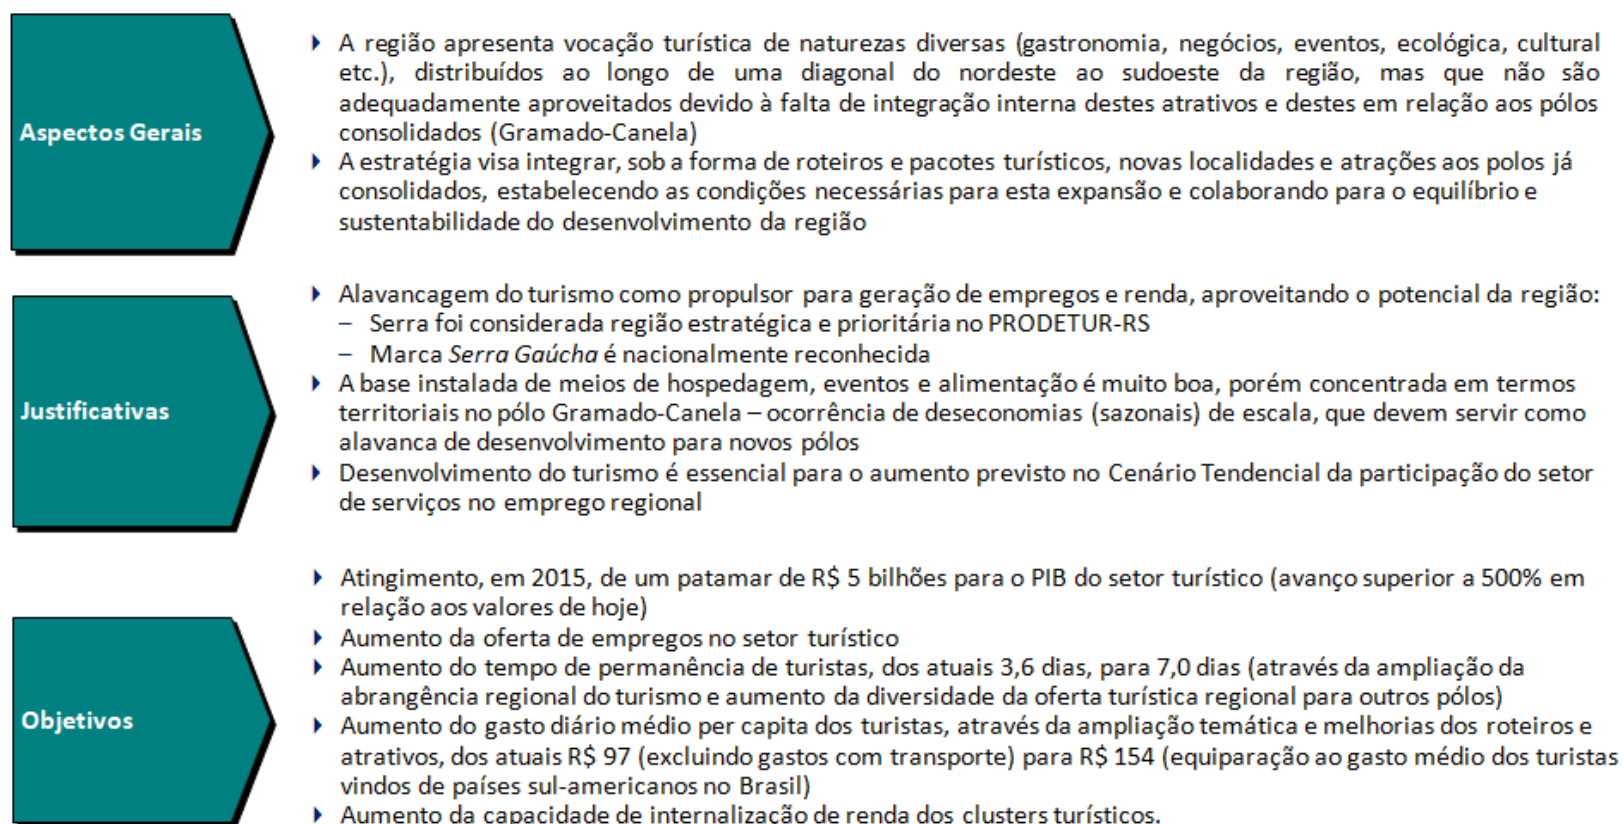 Aspectos Gerais
A região apresenta vocação turística de naturezas diversas (gastronomia, negócios, eventos, ecológica, cultural
etc.), distribuídos ao longo de uma diagonal do nordeste ao sudoeste da região, mas que não são
adequadamente aproveitados devido à falta de integração interna destes atrativos e destes em relação aos pólos
consolidados (Gramado-Canela)
A estratégia visa integrar, sob a forma de roteiros e pacotes turísticos, novas localidades e atrações aos polos já
consolidados, estabelecendo as condições necessárias para esta expansão e colaborando para o equilíbrio e
sustentabilidade do desenvolvimento da região
Justificativas
Alavancagem do turismo como propulsor para geração de empregos e renda, aproveitando o potencial da região:
– Serra foi considerada região estratégica e prioritária no PRODETUR-RS
– Marca Serra Gaúcha é nacionalmente reconhecida
A base instalada de meios de hospedagem, eventos e alimentação é muito boa, porém concentrada em termos
territoriais no pólo Gramado-Canela – ocorrência de deseconomias (sazonais) de escala, que devem servir como
alavanca de desenvolvimento para novos pólos
Desenvolvimento do turismo é essencial para o aumento previsto no Cenário Tendencial da participação do setor
de serviços no emprego regional
Objetivos
Atingimento, em 2015, de um patamar de R$ 5 bilhões para o PIB do setor turístico (avanço superior a 500% em
relação aos valores de hoje)
Aumento da oferta de empregos no setor turístico
Aumento do tempo de permanência de turistas, dos atuais 3,6 dias, para 7,0 dias (através da ampliação da
abrangência regional do turismo e aumento da diversidade da oferta turística regional para outros pólos)
Aumento do gasto diário médio per capita dos turistas, através da ampliação temática e melhorias dos roteiros e
atrativos, dos atuais R$ 97 (excluindo gastos com transporte) para R$ 154 (equiparação ao gasto médio dos turistas
vindos de países sul-americanos no Brasil)
Aumento da capacidade de internalização de renda dos clusters turísticos.